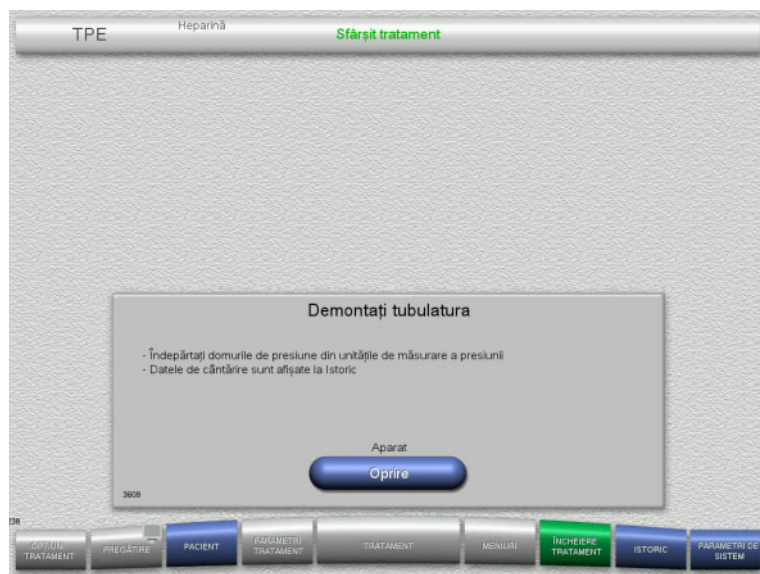 TPE
Heparină
Sfârșit tratament
Demontați tubulatura
- Îndepărtați domurile de presiune din unitățile de măsurare a presiunii
- Datele de cântărire sunt afișate la Istoric
Aparat
Oprire
3609
238
OPȚIUNI
TRATAMENT
PREGĂTIRE
PACIENT
PARAMETRI
TRATAMENT
TRATAMENT
MENIURI
ÎNCHEIERE
TRATAMENT
ISTORIC
PARAMETRI DE
SISTEM